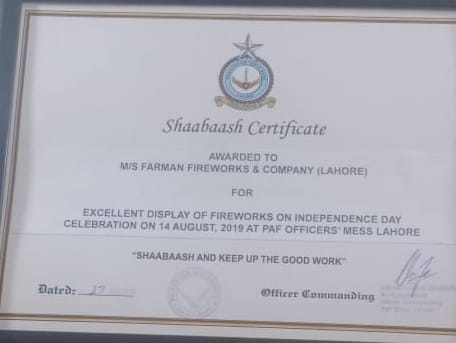 Shaabaash Certificate
AWARDED TO
M/S FARMAN FIREWORKS & COMPANY (LAHORE)
FOR
EXCELLENT DISPLAY OF FIREWORKS ON INDEPENDENCE DAY
CELEBRATION ON 14 AUGUST, 2019 AT PAF OFFICERS' MESS LAHORE
"SHAABAASH AND KEEP UP THE GOOD WORK"
Dated: 27
Officer Commanding